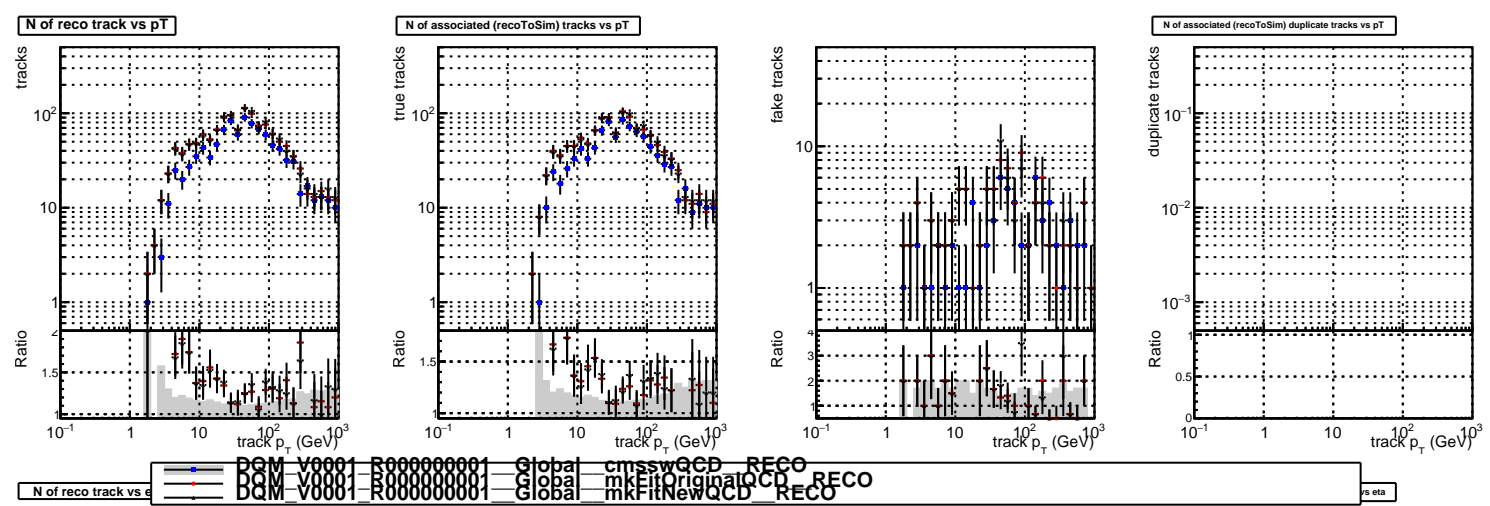 N of reco track vs pT
N of associated (recoToSim) tracks vs pT
N of associated (recoToSim) duplicate tracks vs pT
tracks
10²
10
1
Ratio
2
1.5
1
10⁻¹ 1 10 10² 10³
track p_T (GeV)
true tracks
10²
10
1
Ratio
1.5
1
10⁻¹ 1 10 10² 10³
track p_T (GeV)
fake tracks
10
1
Ratio
4
3
2
1
10⁻¹ 1 10 10² 10³
track p_T (GeV)
duplicate tracks
10⁻¹
10⁻²
10⁻³
Ratio
1
0.5
0
10⁻¹ 1 10 10² 10³
track p_T (GeV)
DQM_V0001_R000000001__Global__cmsswQCD__RECO
DQM_V0001_R000000001__Global__mkFitOriginalQCD__RECO
DQM_V0001_R000000001__Global__mkFitNewQCD__RECO
N of reco track vs e
vs eta